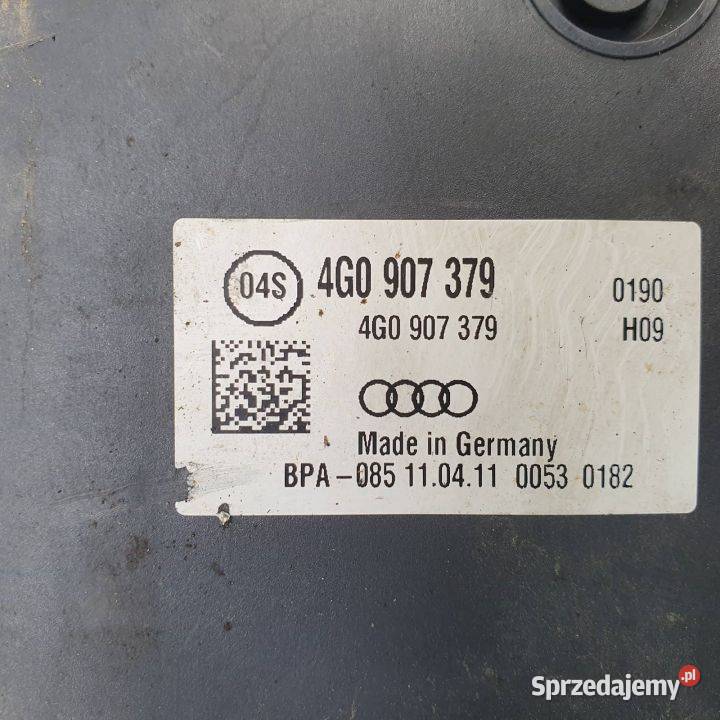 04S 4G0 907 379 0190
4G0 907 379 H09
Made in Germany
BPA-085 11.04.11 0053 0182
Sprzedajemy.pl